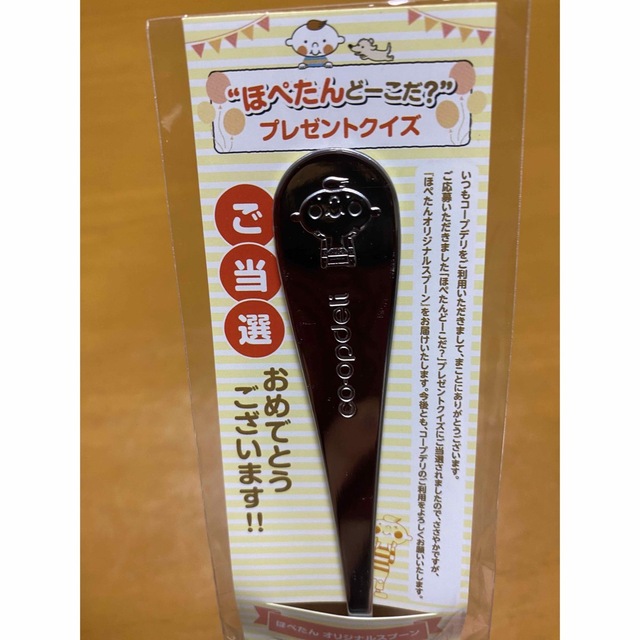 “ほぺたんどーこだ?”
プレゼントクイズ
ご当選
おめでとう
ございます!!
いつもコープデリをご利用いただきまして、まことにありがとうございます。
ご応募いただきました「ほぺたんどーこだ?」プレゼントクイズにご当選されましたので、ささやかですが、
「ほぺたんオリジナルスプーン」をお届けいたします。今後とも、コープデリのご利用をよろしくお願いいたします。
co·opdeli
ほぺたん オリジナルスプーン